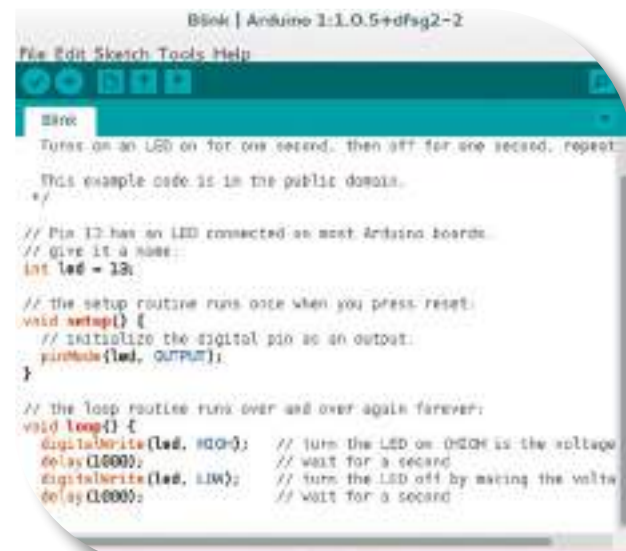 Blink | Arduino 1:1.0.5+dfsg2-2
File Edit Sketch Tools Help
Blink
Turns on an LED on for one second, then off for one second, repeat
This example code is in the public domain.
*/
// Pin 13 has an LED connected on most Arduino boards.
// give it a name:
int led = 13;
// the setup routine runs once when you press reset:
void setup() {
// initialize the digital pin as an output.
pinMode(led, OUTPUT);
}
// the loop routine runs over and over again forever:
void loop() {
digitalWrite(led, HIGH); // turn the LED on (HIGH is the voltage
delay(1000); // wait for a second
digitalWrite(led, LOW); // turn the LED off by making the volta
delay(1000); // wait for a second